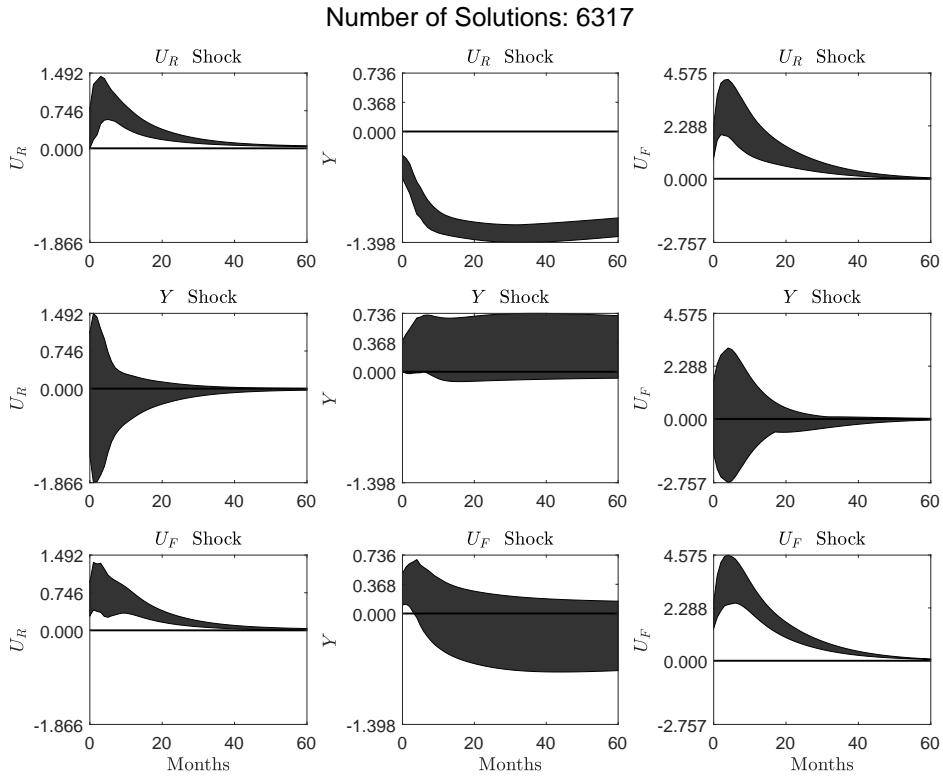 Number of Solutions: 6317
U_R Shock
1.492
0.746
0.000
-1.866
U_R
0 20 40 60
U_R Shock
0.736
0.368
0.000
-1.398
Y
0 20 40 60
U_R Shock
4.575
2.288
0.000
-2.757
U_F
0 20 40 60
Y Shock
1.492
0.746
0.000
-1.866
U_R
0 20 40 60
Y Shock
0.736
0.368
0.000
-1.398
Y
0 20 40 60
Y Shock
4.575
2.288
0.000
-2.757
U_F
0 20 40 60
U_F Shock
1.492
0.746
0.000
-1.866
U_R
0 20 40 60
Months
U_F Shock
0.736
0.368
0.000
-1.398
Y
0 20 40 60
Months
U_F Shock
4.575
2.288
0.000
-2.757
U_F
0 20 40 60
Months